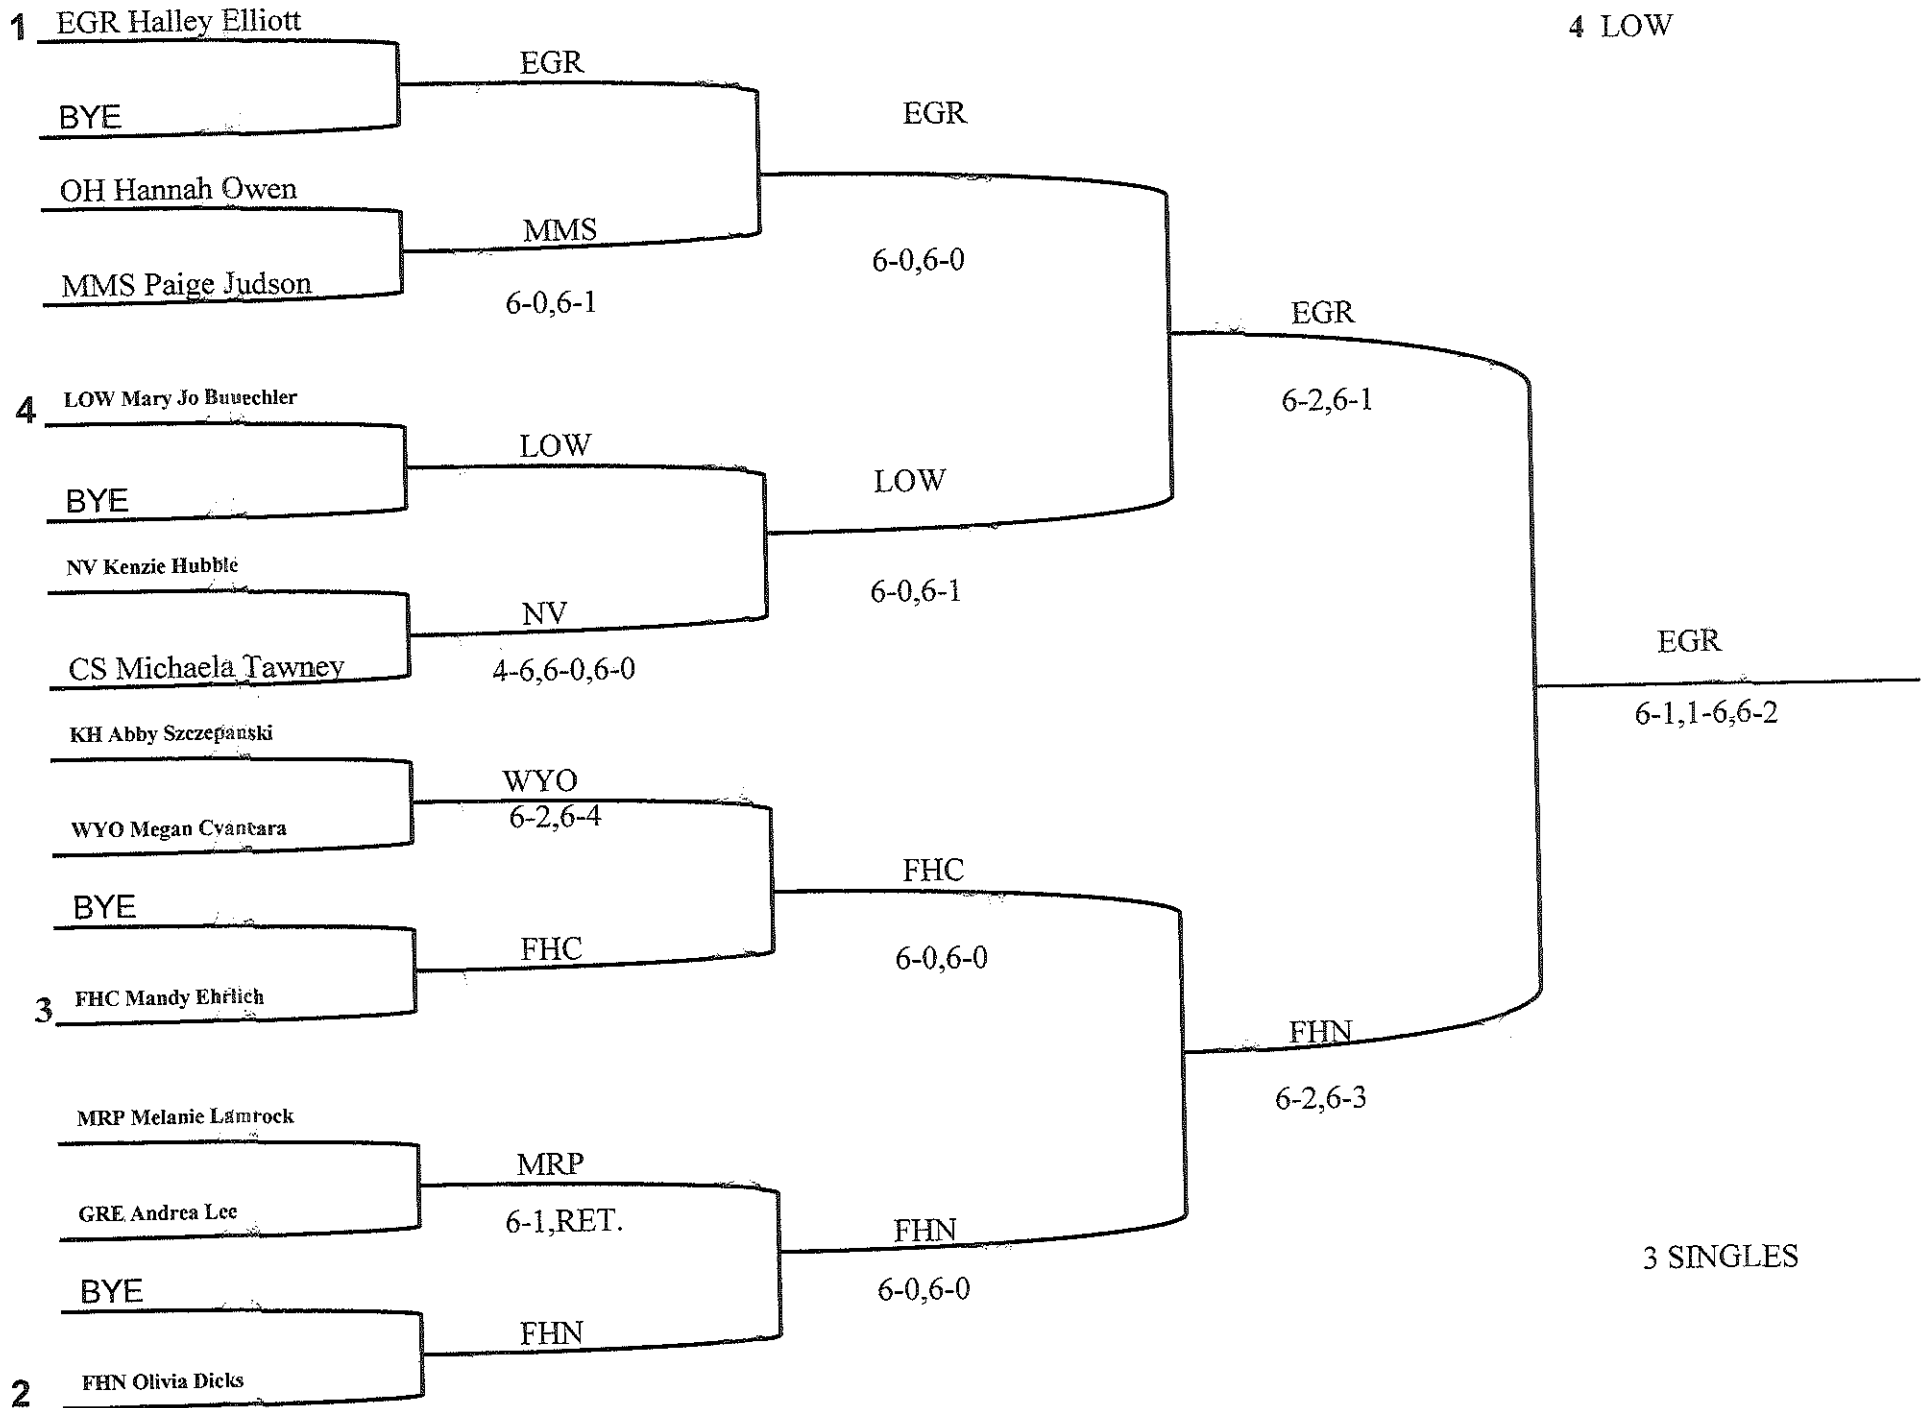 1 EGR Halley Elliott
4 LOW
EGR
BYE
EGR
OH Hannah Owen
MMS
6-0,6-0
MMS Paige Judson
6-0,6-1
EGR
6-2,6-1
4 LOW Mary Jo Buuechler
LOW
BYE
LOW
NV Kenzie Hubble
6-0,6-1
NV
CS Michaela Tawney
4-6,6-0,6-0
EGR
6-1,1-6,6-2
KH Abby Szczepanski
WYO
6-2,6-4
WYO Megan Cvancara
FHC
BYE
FHC
6-0,6-0
3 FHC Mandy Ehrlich
FHN
6-2,6-3
MRP Melanie Lamrock
MRP
GRE Andrea Lee
6-1,RET.
FHN
3 SINGLES
BYE
6-0,6-0
FHN
2 FHN Olivia Dicks